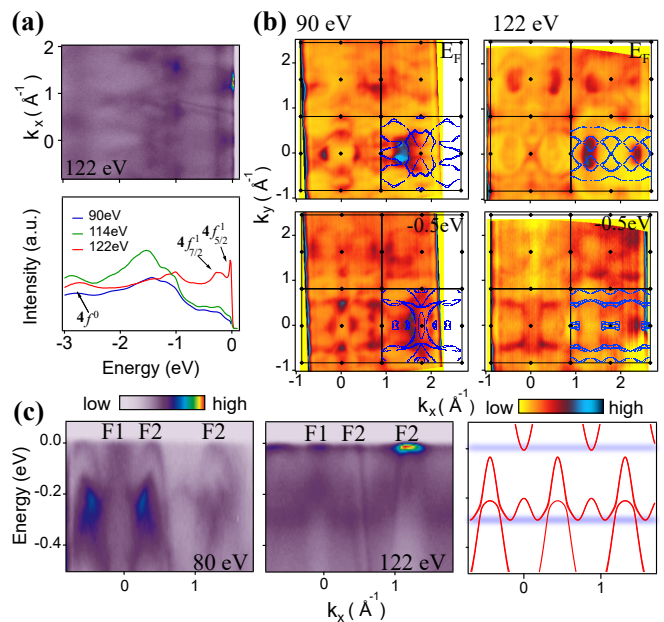 (a)
2
1
0
k_x ( Å^-1)
122 eV
90eV
114eV
122eV
4f^1_7/2 4f^1_5/2
4f^0
Intensity (a.u.)
-3 -2 -1 0
Energy (eV)
(b) 90 eV 122 eV
E_F
2
1
0
-1
k_y ( Å^-1)
-0.5eV -0.5eV
2
1
0
-1
-1 0 1 2 -1 0 1 2
k_x ( Å^-1)
low high
low high
(c)
F1 F2 F2
F1 F2 F2
0.0
-0.2
-0.4
Energy (eV)
80 eV 122 eV
0 1 0 1 0 1
k_x ( Å^-1)